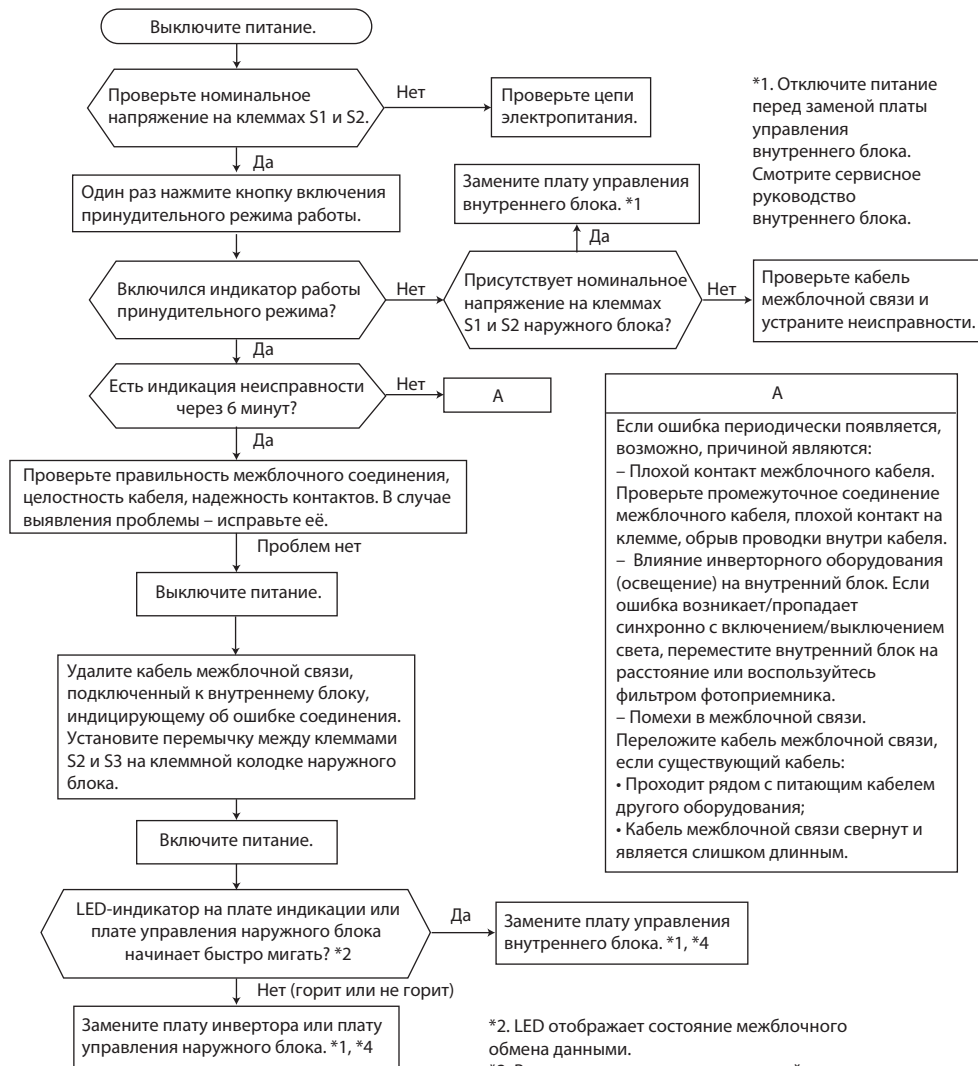 Выключите питание.
Проверьте номинальное
напряжение на клеммах S1 и S2.
Нет
Проверьте цепи
электропитания.
*1. Отключите питание
перед заменой платы
управления
внутреннего блока.
Смотрите сервисное
руководство
внутреннего блока.
Да
Один раз нажмите кнопку включения
принудительного режима работы.
Замените плату управления
внутреннего блока. *1
Да
Включился индикатор работы
принудительного режима?
Нет
Присутствует номинальное
напряжение на клеммах
S1 и S2 наружного блока?
Нет
Проверьте кабель
межблочной связи и
устраните неисправности.
Да
Есть индикация неисправности
через 6 минут?
Нет
А
Да
Проверьте правильность межблочного соединения,
целостность кабеля, надежность контактов. В случае
выявления проблемы – исправьте её.
Проблем нет
Выключите питание.
Удалите кабель межблочной связи,
подключенный к внутреннему блоку,
индицирующему об ошибке соединения.
Установите перемычку между клеммами
S2 и S3 на клеммной колодке наружного
блока.
Включите питание.
LED-индикатор на плате индикации или
плате управления наружного блока
начинает быстро мигать? *2
Да
Замените плату управления
внутреннего блока. *1, *4
Нет (горит или не горит)
Замените плату инвертора или плату
управления наружного блока. *1, *4
А
Если ошибка периодически появляется,
возможно, причиной являются:
– Плохой контакт межблочного кабеля.
Проверьте промежуточное соединение
межблочного кабеля, плохой контакт на
клемме, обрыв проводки внутри кабеля.
– Влияние инверторного оборудования
(освещение) на внутренний блок. Если
ошибка возникает/пропадает
синхронно с включением/выключением
света, переместите внутренний блок на
расстояние или воспользуйтесь
фильтром фотоприемника.
– Помехи в межблочной связи.
Переложите кабель межблочной связи,
если существующий кабель:
• Проходит рядом с питающим кабелем
другого оборудования;
• Кабель межблочной связи свернут и
является слишком длинным.
*2. LED отображает состояние межблочного
обмена данными.